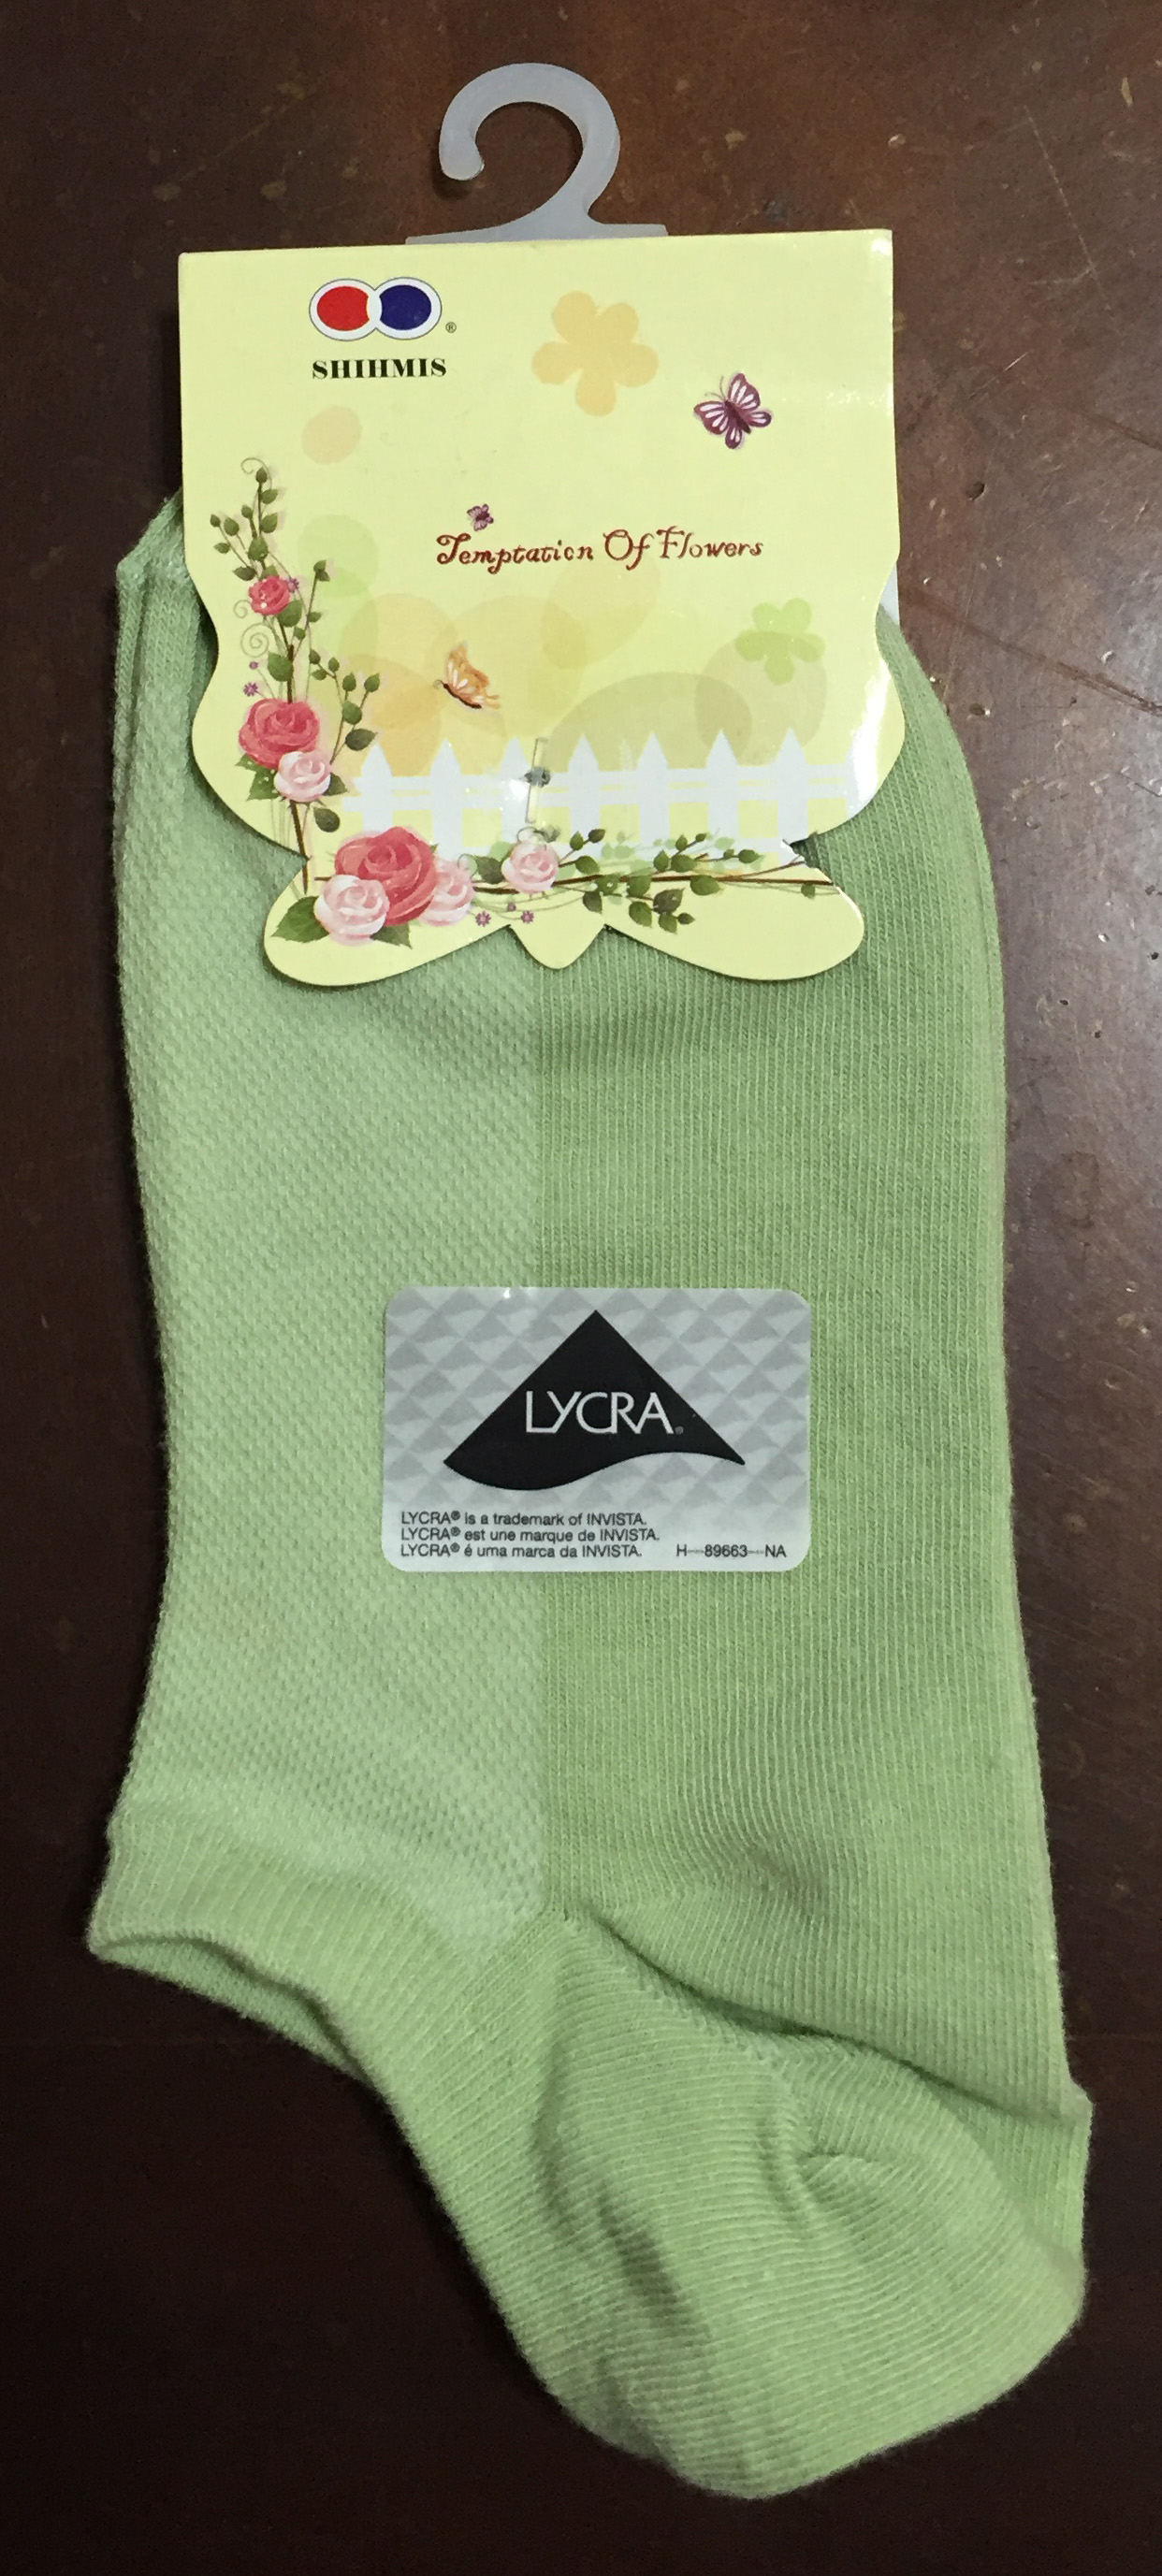 ®
SHIHMIS
Temptation Of Flowers
LYCRA®
LYCRA® is a trademark of INVISTA.
LYCRA® est une marque de INVISTA.
LYCRA® é uma marca da INVISTA. H--89663--NA